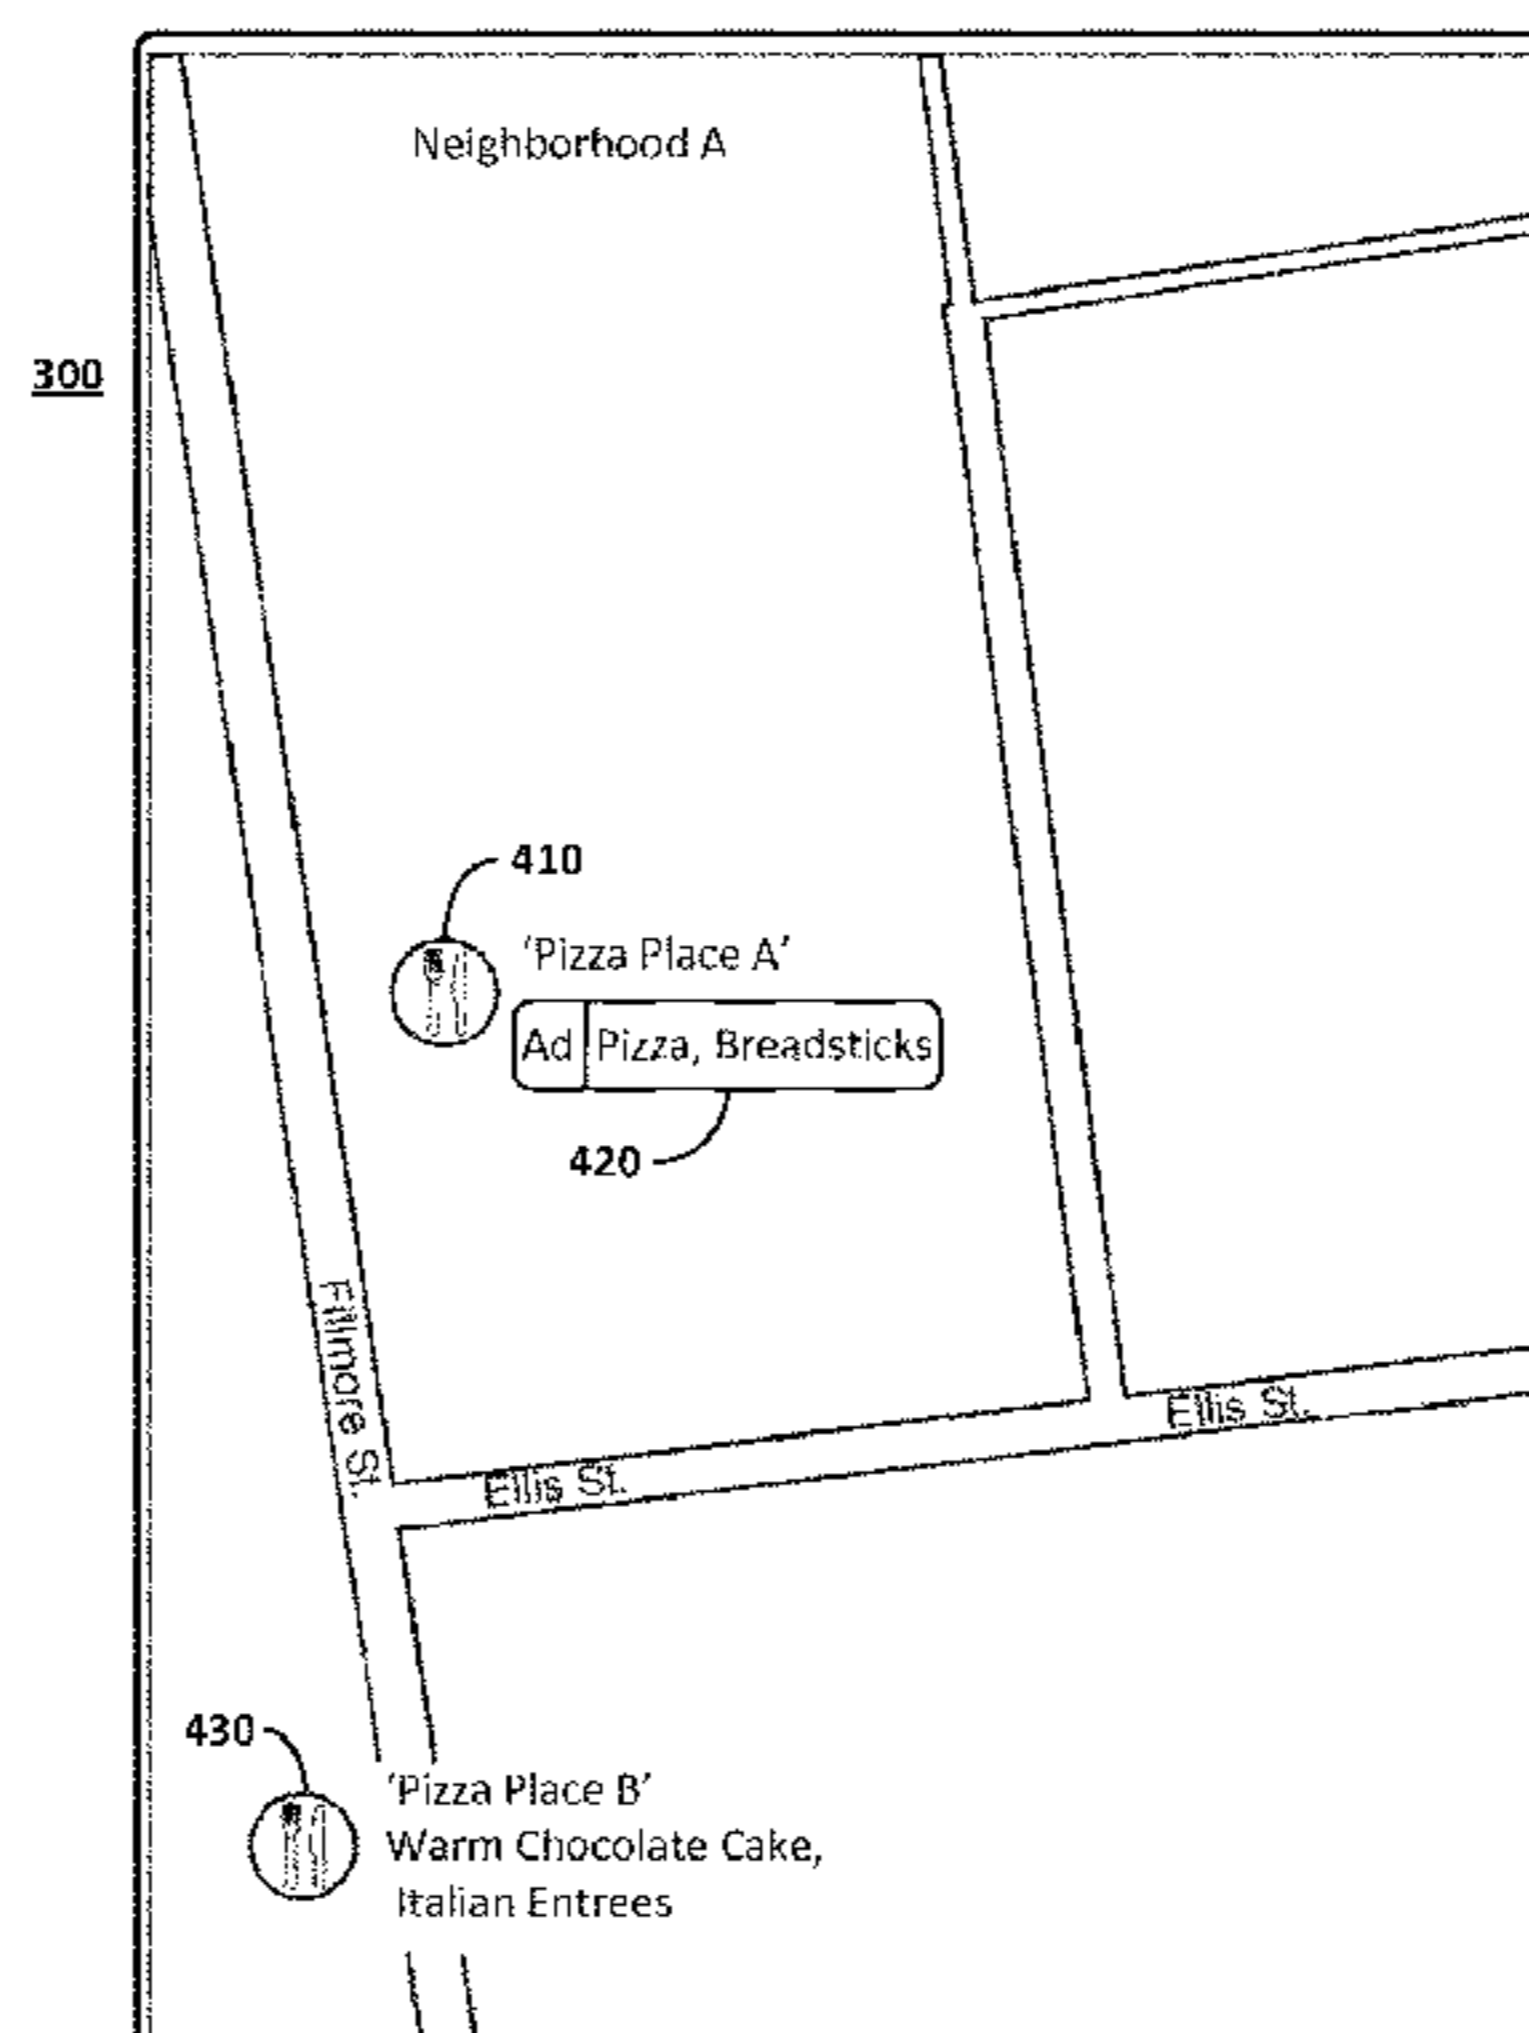 Neighborhood A
300
410
'Pizza Place A'
Ad Pizza, Breadsticks
420
Fillmore St.
Ellis St.
Ellis St.
430
'Pizza Place B'
Warm Chocolate Cake,
Italian Entrees